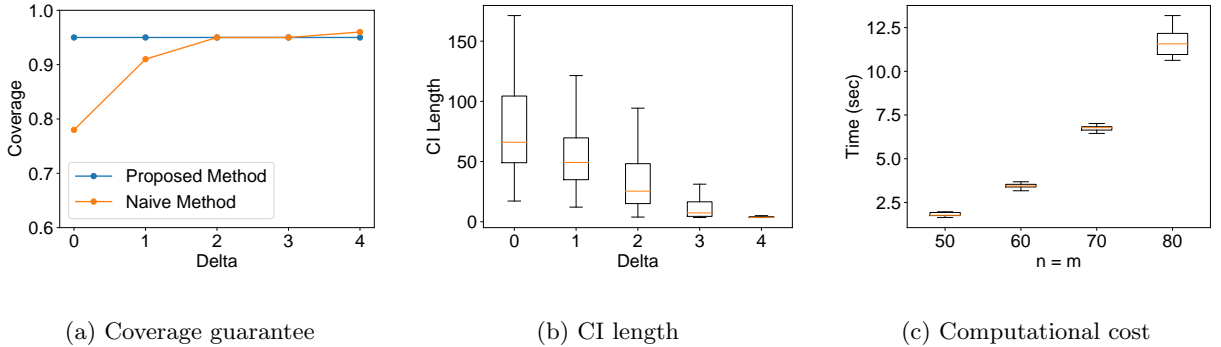 1.0
0.9
0.8
0.7
0.6
Coverage
Proposed Method
Naive Method
0 1 2 3 4
Delta
150
100
50
0
CI Length
0 1 2 3 4
Delta
12.5
10.0
7.5
5.0
2.5
Time (sec)
50 60 70 80
n = m
(a) Coverage guarantee
(b) CI length
(c) Computational cost